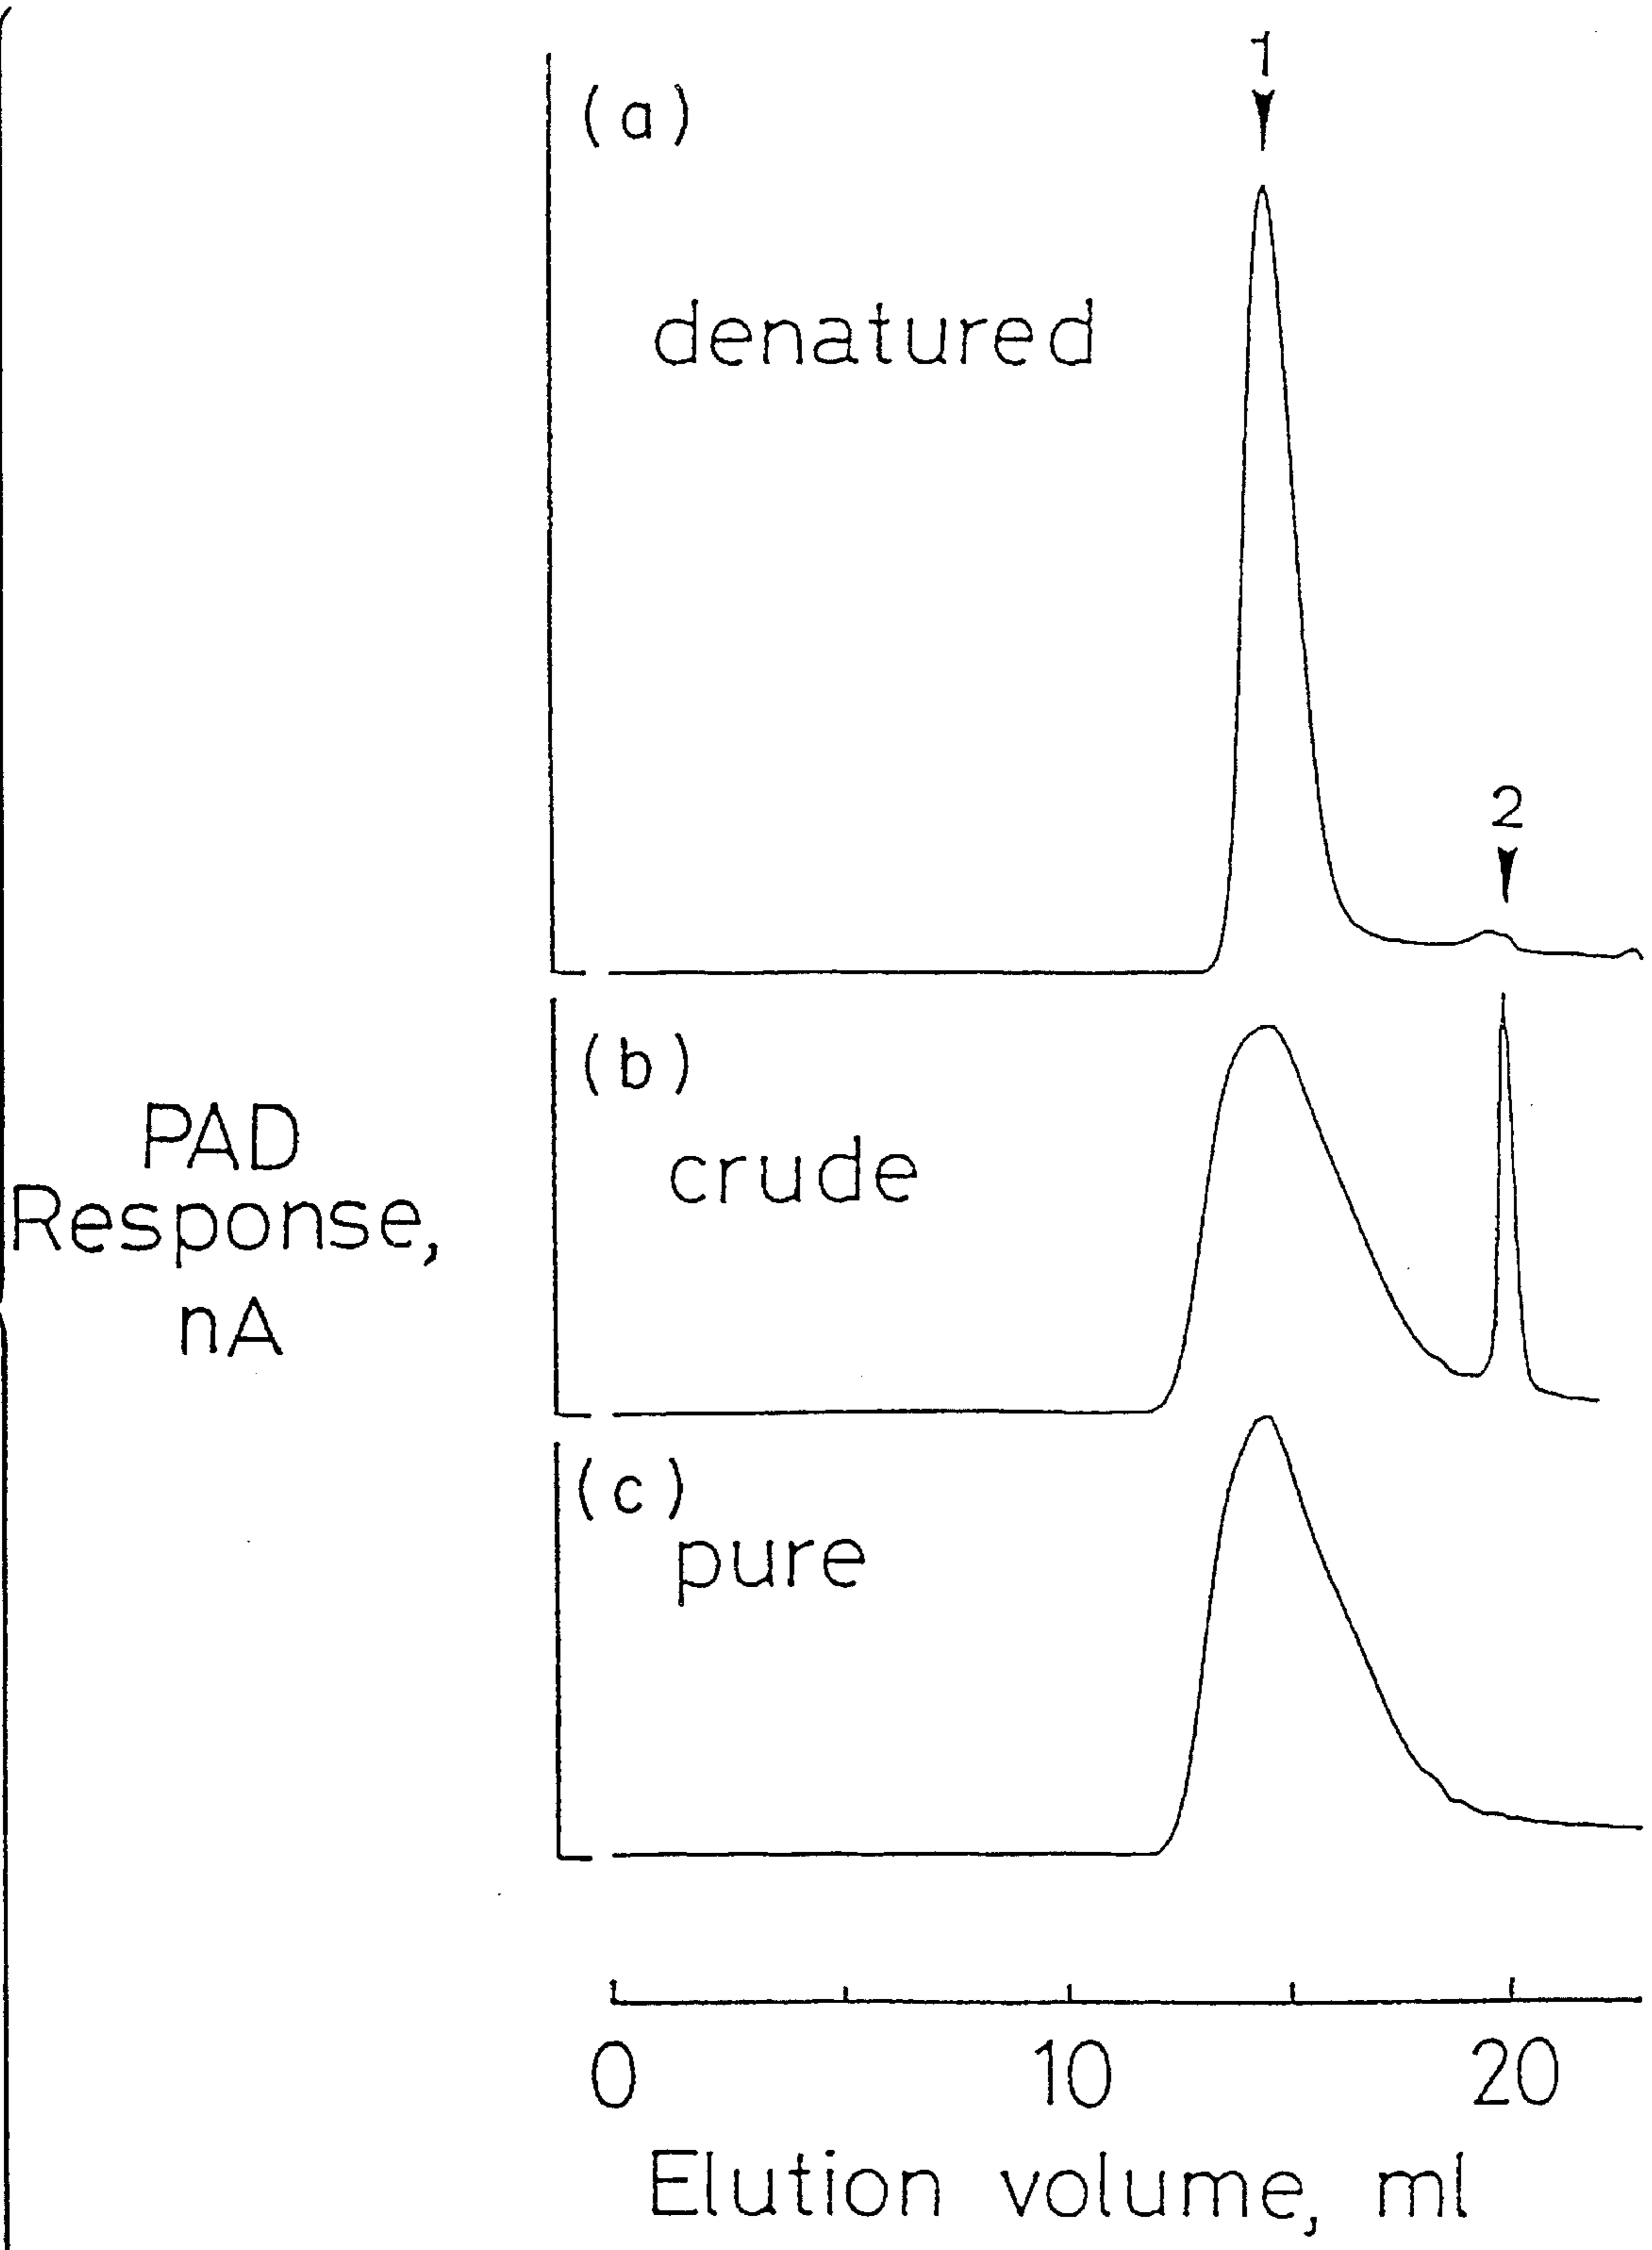 1
(a)
denatured
2
(b)
crude
PAD
Response,
nA
(c)
pure
0 10 20
Elution volume, ml